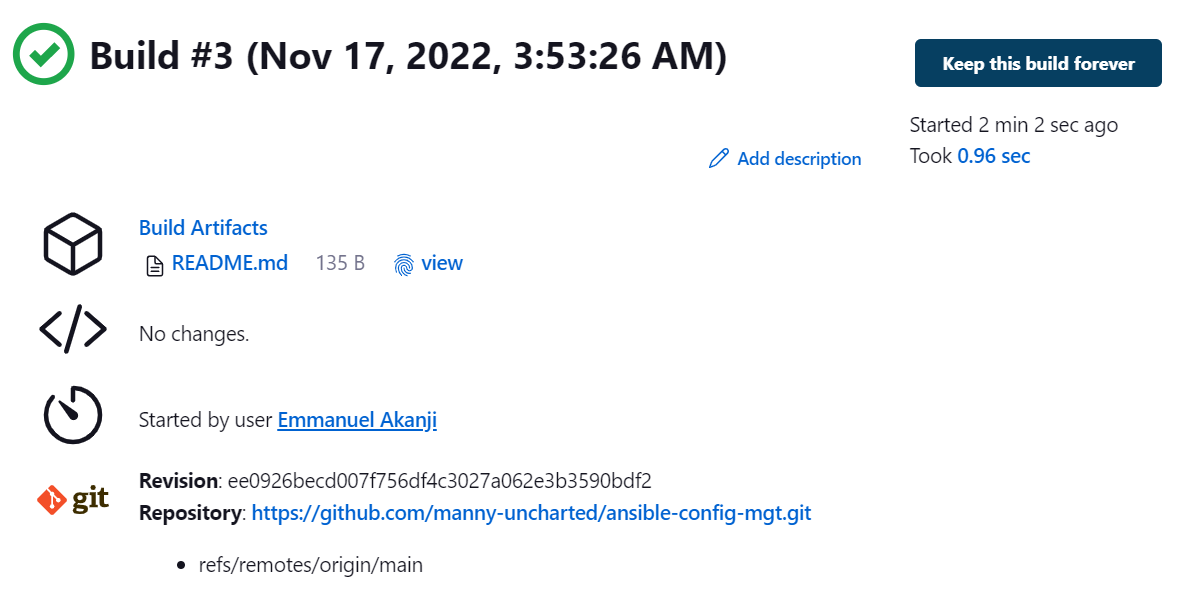 Build #3 (Nov 17, 2022, 3:53:26 AM)
Keep this build forever
Started 2 min 2 sec ago
Took 0.96 sec
Add description
Build Artifacts
README.md 135 B view
No changes.
Started by user Emmanuel Akanji
git
Revision: ee0926becd007f756df4c3027a062e3b3590bdf2
Repository: https://github.com/manny-uncharted/ansible-config-mgt.git
• refs/remotes/origin/main